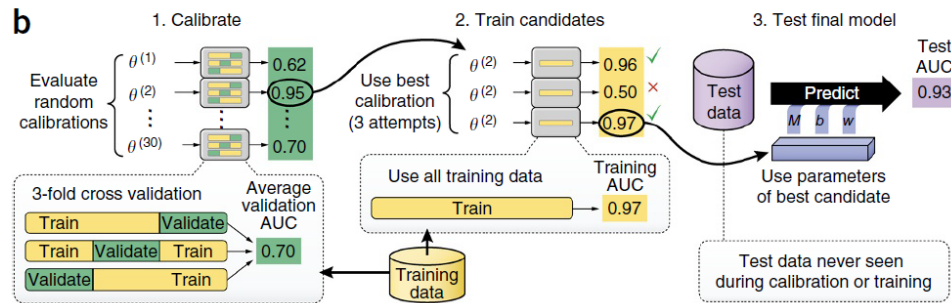 b
1. Calibrate
2. Train candidates
3. Test final model
Evaluate
random
calibrations
θ(1)
θ(2)
θ(30)
0.62
0.95
0.70
Use best
calibration
(3 attempts)
θ(2)
θ(2)
θ(2)
0.96
0.50
0.97
Test
data
Predict
M b w
Test
AUC
0.93
Use parameters
of best candidate
3-fold cross validation
Average
validation
AUC
Train Validate
Train Validate Train
Validate Train
0.70
Use all training data
Training
AUC
Train
0.97
Training
data
Test data never seen
during calibration or training